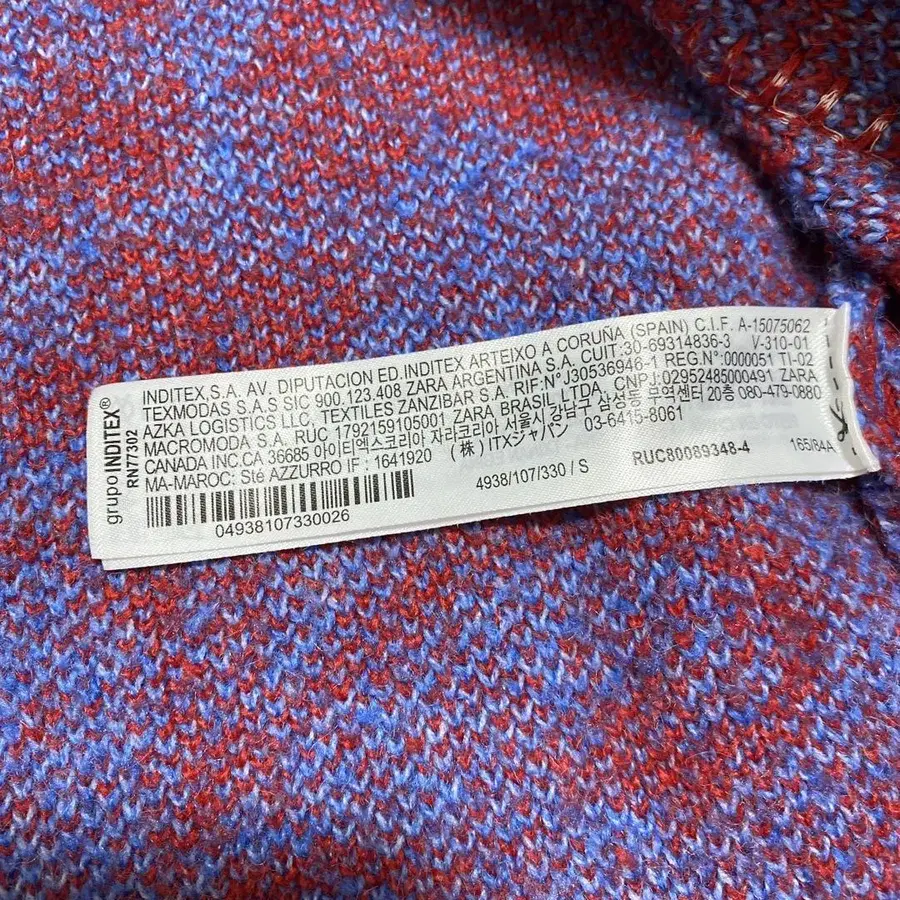 grupo INDITEX®
RN77302
INDITEX,S.A. AV. DIPUTACION ED.INDITEX ARTEIXO A CORUÑA (SPAIN) C.I.F. A-15075062
TEXMODAS S.A.S SIC 900.123.408 ZARA ARGENTINA S.A. CUIT:30-69314836-3 V-310-01
AZKA LOGISTICS LLC, TEXTILES ZANZIBAR S.A. RIF:N°J30536946-1 REG.N°:0000051 TI-02
MACROMODA S.A. RUC 1792159105001 ZARA BRASIL LTDA. CNPJ:02952485000491 ZARA
CANADA INC.CA 36685 아이티엑스코리아 자라코리아 서울시 강남구 삼성동 무역센터 20층 080-479-0880
MA-MAROC: Sté AZZURRO IF : 1641920 (株) ITXジャパン 03-6415-8061
04938107330026
4938/107/330 / S
RUC80089348-4
165/84A